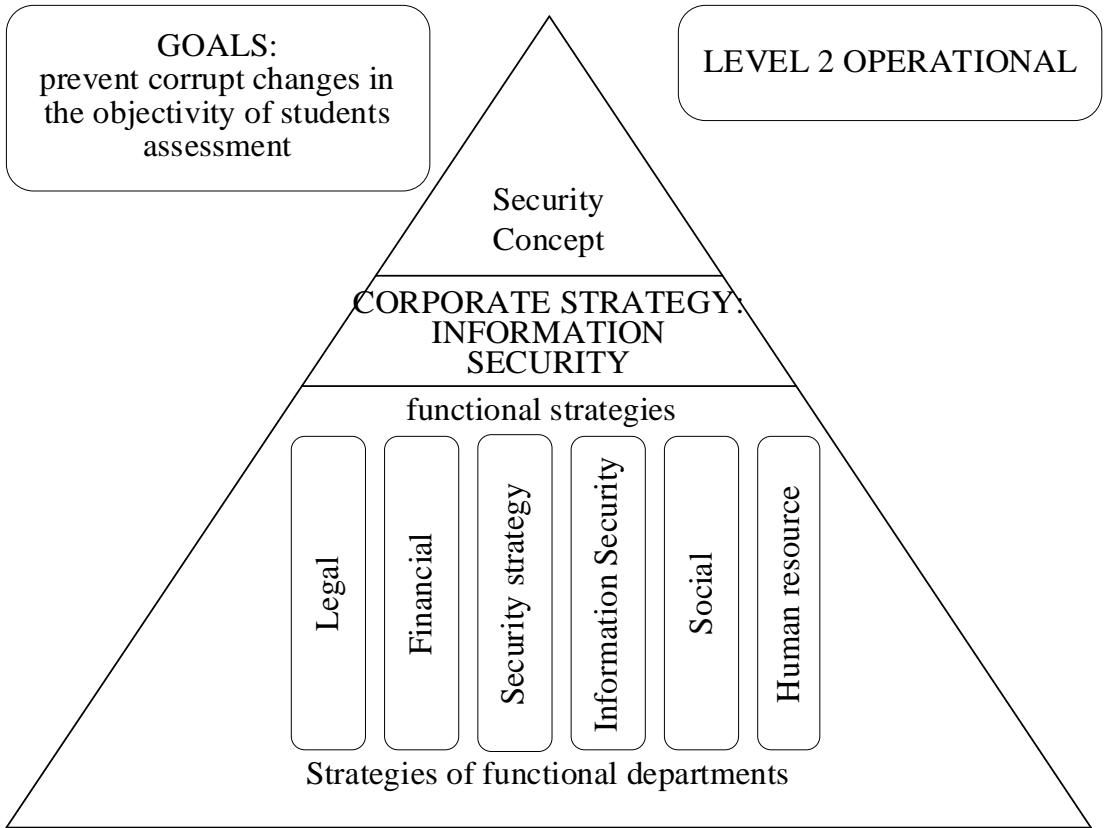 GOALS:
prevent corrupt changes in
the objectivity of students
assessment
LEVEL 2 OPERATIONAL
Security
Concept
CORPORATE STRATEGY:
INFORMATION
SECURITY
functional strategies
Legal
Financial
Security strategy
Information Security
Social
Human resource
Strategies of functional departments